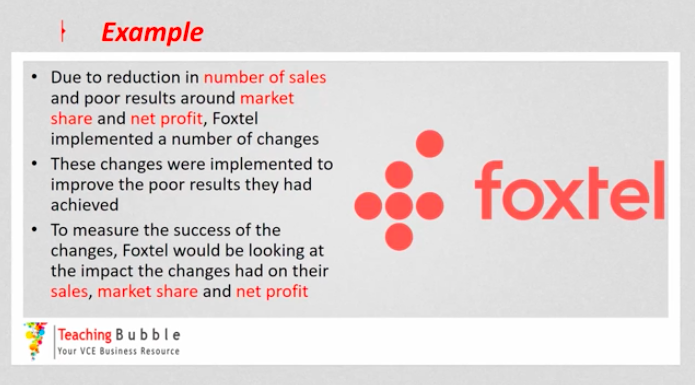 Example
• Due to reduction in number of sales
and poor results around market
share and net profit, Foxtel
implemented a number of changes
• These changes were implemented to
improve the poor results they had
achieved
• To measure the success of the
changes, Foxtel would be looking at
the impact the changes had on their
sales, market share and net profit
foxtel
Teaching Bubble
Your VCE Business Resource